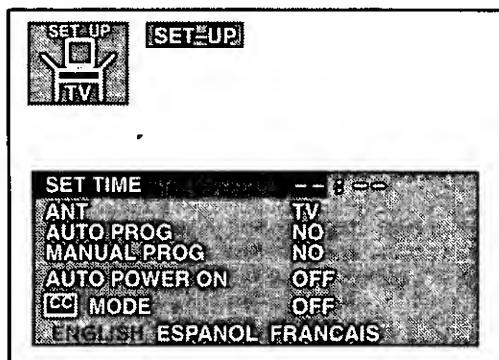 SET UP
TV
SET-UP
SET TIME -- : --
ANT TV
AUTO PROG NO
MANUAL PROG NO
AUTO POWER ON OFF
CC MODE OFF
ENGLISH ESPANOL FRANCAIS